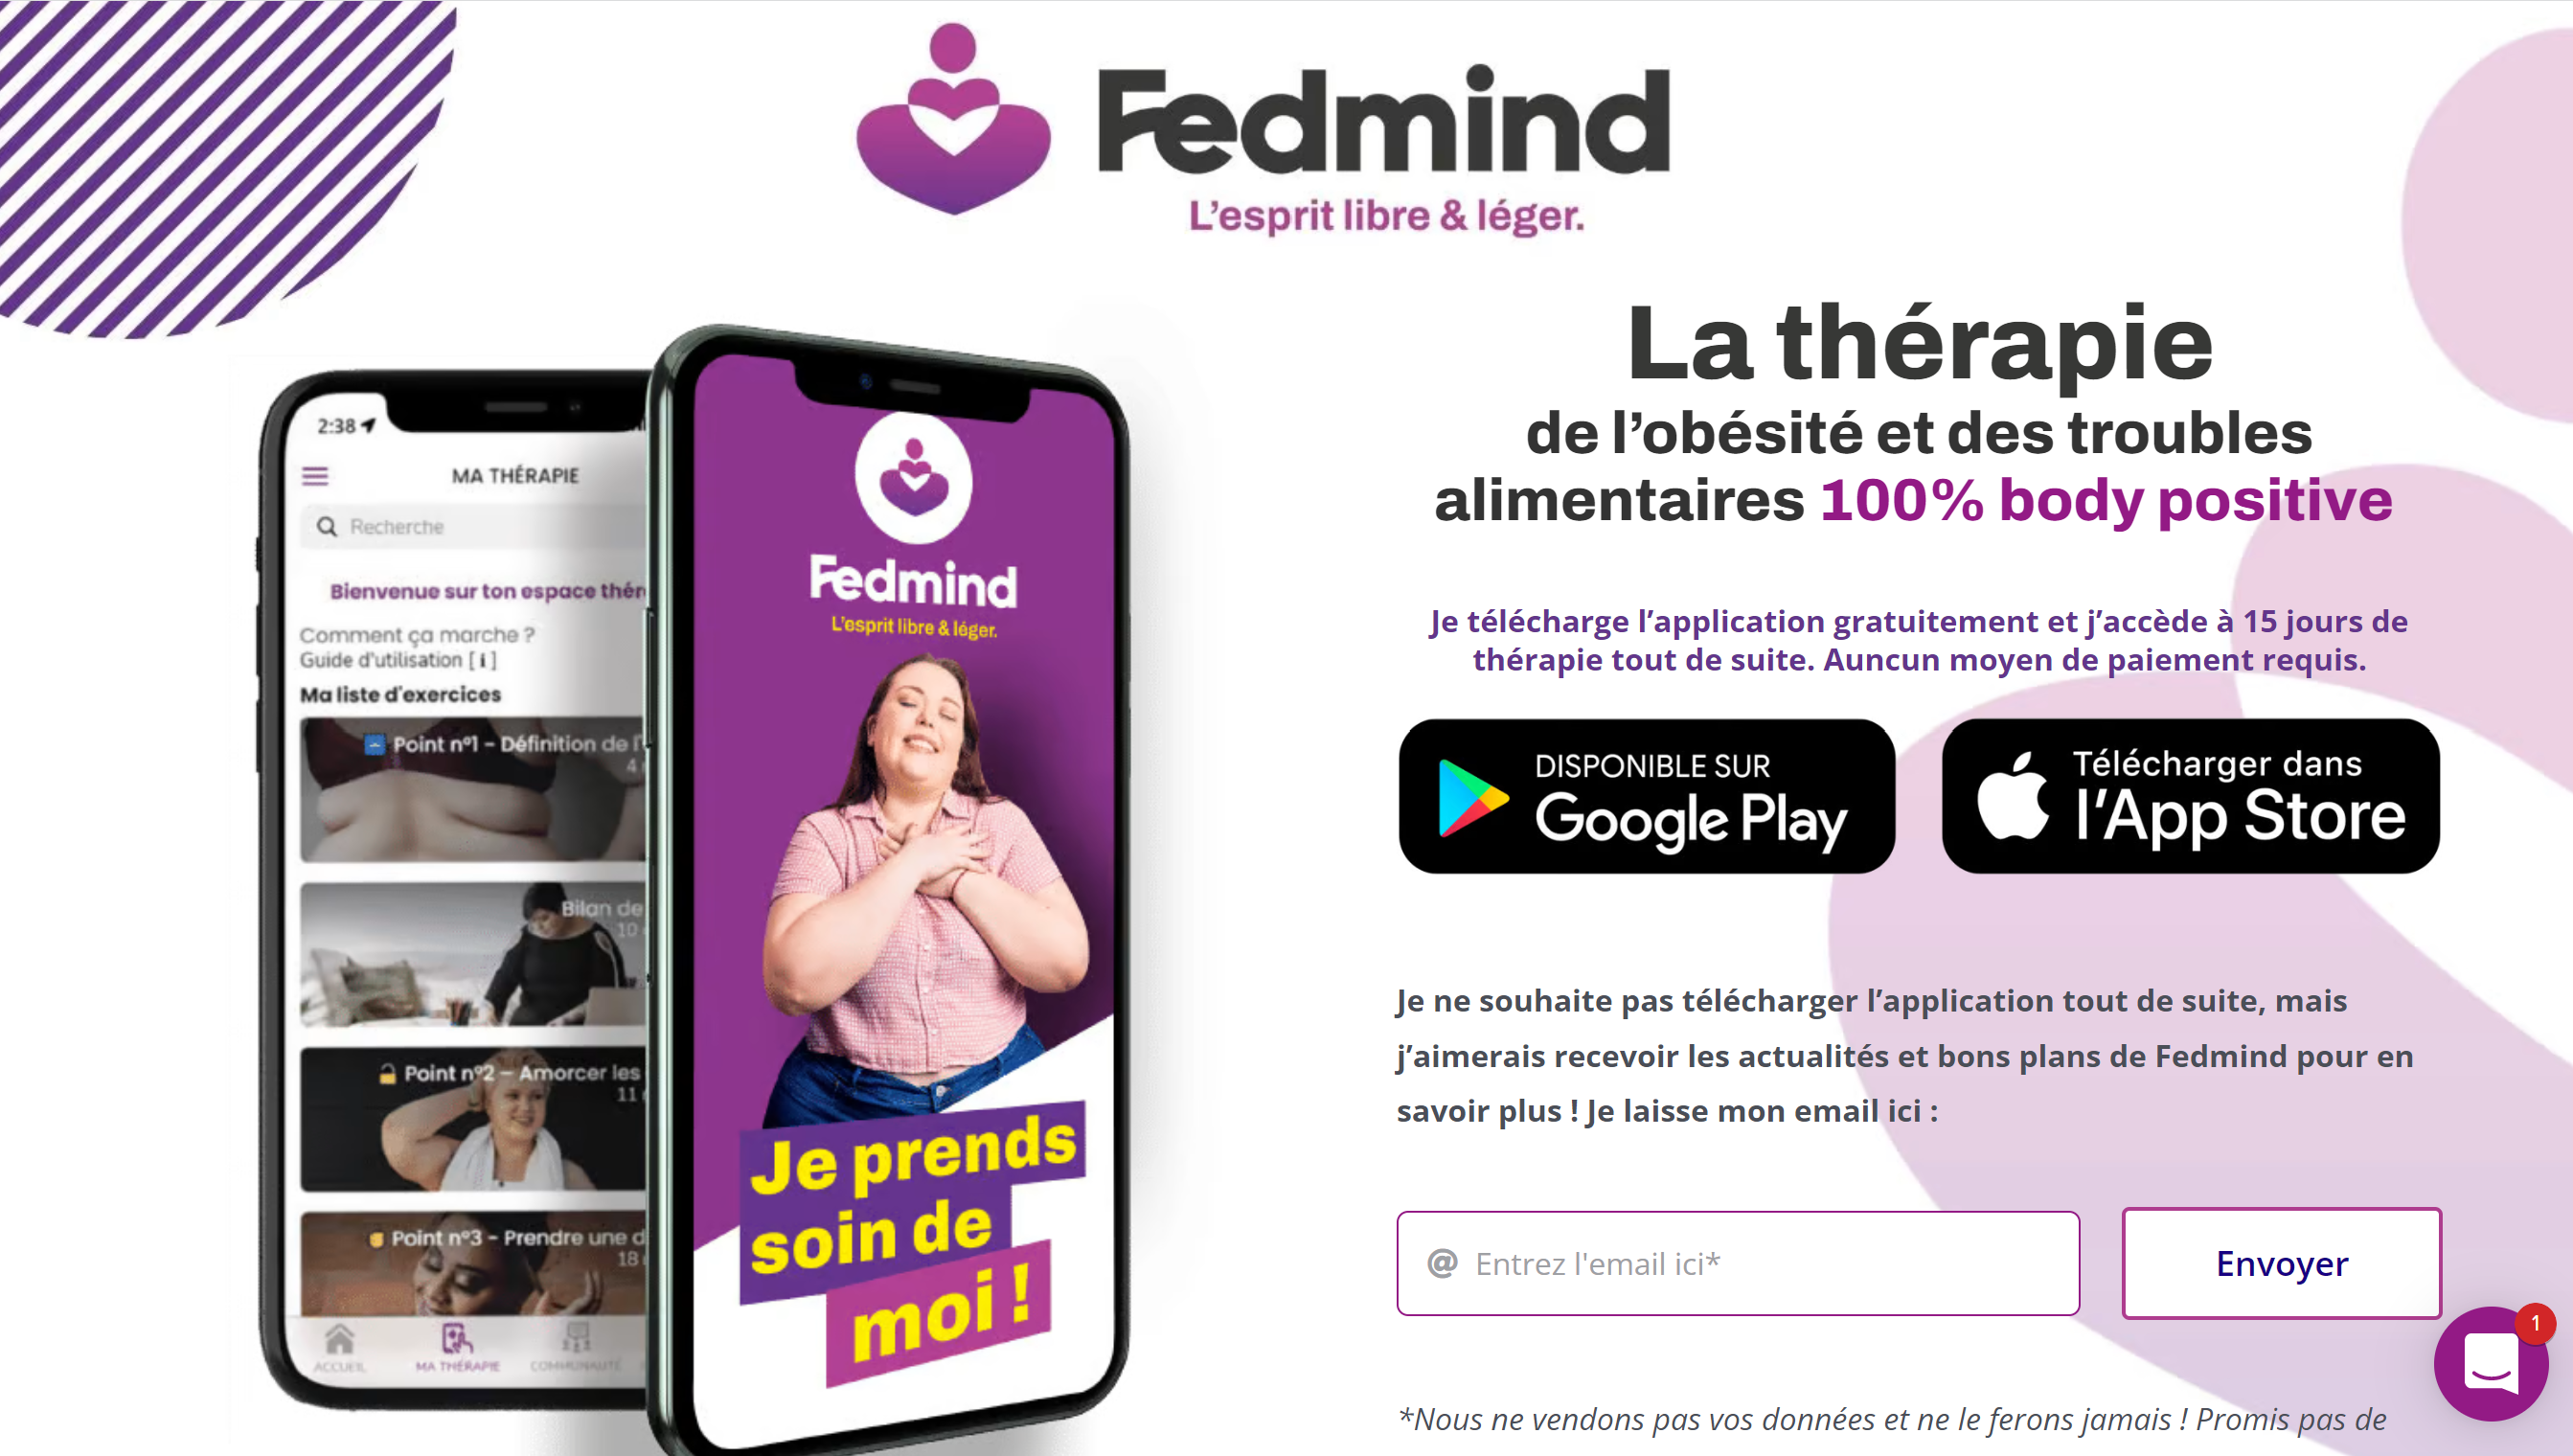 Fedmind
L’esprit libre & léger.
La thérapie
de l’obésité et des troubles
alimentaires 100% body positive
Je télécharge l’application gratuitement et j’accède à 15 jours de
thérapie tout de suite. Auncun moyen de paiement requis.
DISPONIBLE SUR
Google Play
Télécharger dans
l’App Store
Je ne souhaite pas télécharger l’application tout de suite, mais
j’aimerais recevoir les actualités et bons plans de Fedmind pour en
savoir plus ! Je laisse mon email ici :
@ Entrez l'email ici*
Envoyer
1
*Nous ne vendons pas vos données et ne le ferons jamais ! Promis pas de
2:38
MA THÉRAPIE
Recherche
Bienvenue sur ton espace
Comment ça marche ?
Guide d'utilisation [ℹ]
Ma liste d'exercices
Point n°1 – Définition de
4
Bilan de
10
Point n°2 – Amorcer les
11
Point n°3 – Prendre une
18
ACCUEIL
MA THÉRAPIE
COMMUNAUTÉ
Fedmind
L’esprit libre & léger.
Je prends
soin de
moi !